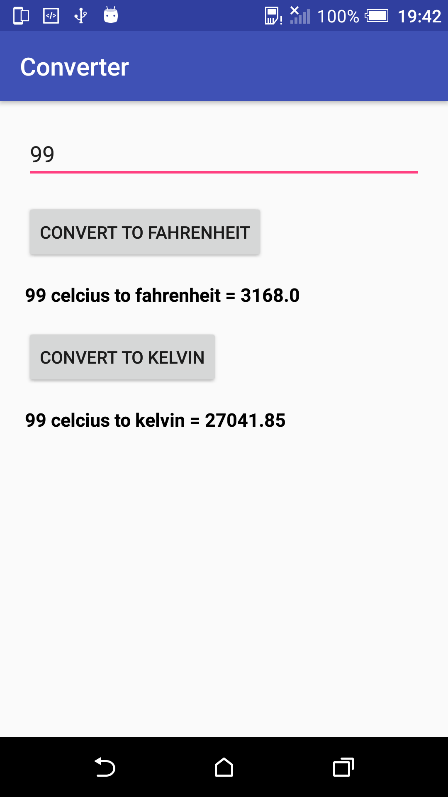 100% 19:42
Converter
99
CONVERT TO FAHRENHEIT
99 celcius to fahrenheit = 3168.0
CONVERT TO KELVIN
99 celcius to kelvin = 27041.85